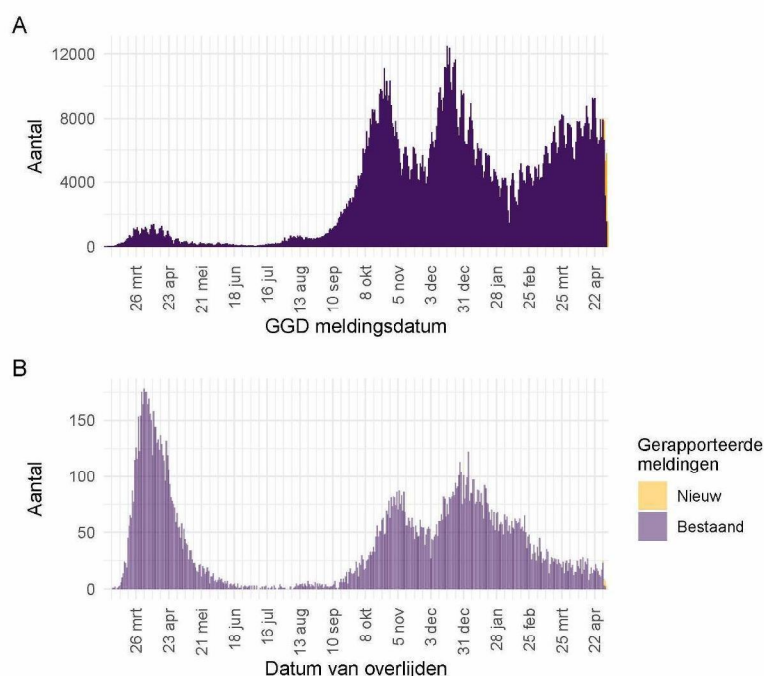 A
12000
8000
4000
0
Aantal
26 mrt
23 apr
21 mei
18 jun
16 jul
13 aug
10 sep
8 okt
5 nov
3 dec
31 dec
28 jan
25 feb
25 mrt
22 apr
GGD meldingsdatum
B
150
100
50
0
Aantal
26 mrt
23 apr
21 mei
18 jun
16 jul
13 aug
10 sep
8 okt
5 nov
3 dec
31 dec
28 jan
25 feb
25 mrt
22 apr
Datum van overlijden
Gerapporteerde
meldingen
Nieuw
Bestaand